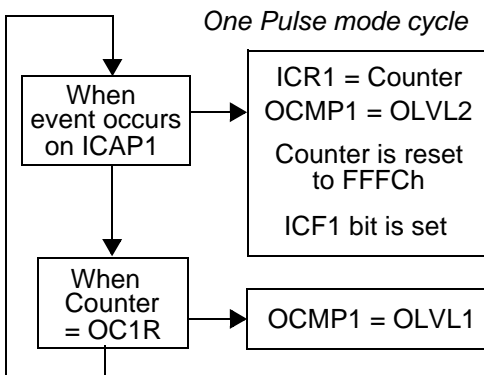 One Pulse mode cycle
When
event occurs
on ICAP1
ICR1 = Counter
OCMP1 = OLVL2
Counter is reset
to FFFCh
ICF1 bit is set
When
Counter
= OC1R
OCMP1 = OLVL1